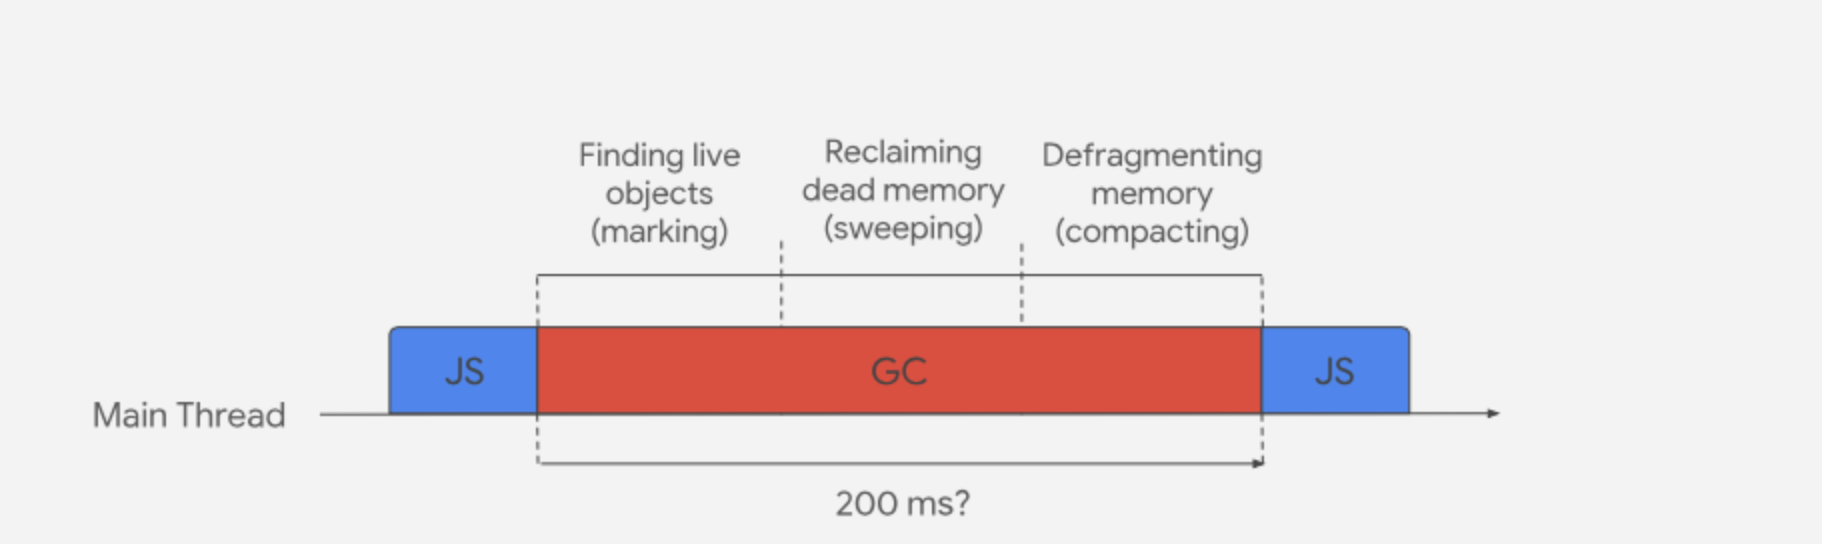 Finding live
objects
(marking)
Reclaiming
dead memory
(sweeping)
Defragmenting
memory
(compacting)
JS
GC
JS
Main Thread
200 ms?